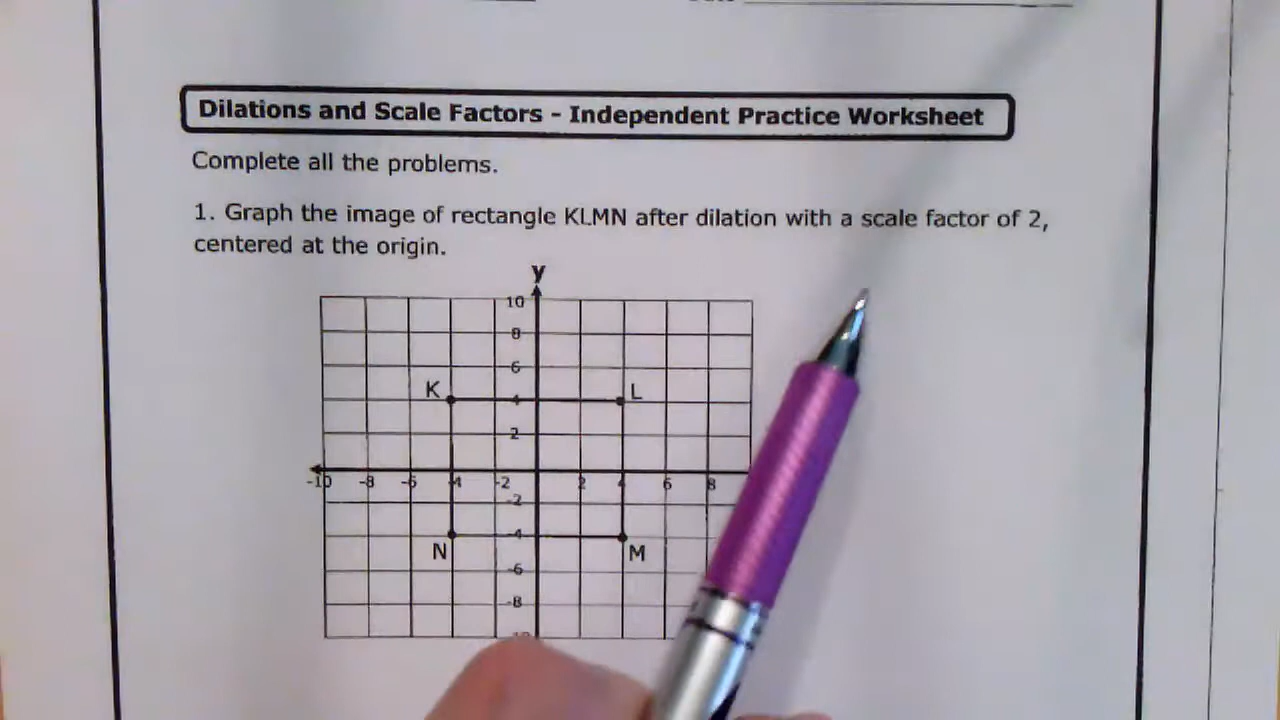 Dilations and Scale Factors - Independent Practice Worksheet
Complete all the problems.
1. Graph the image of rectangle KLMN after dilation with a scale factor of 2,
centered at the origin.
y
10
8
6
K L
4
2
-10 -8 -6 -4 -2 2 4 6 8
-2
-4
N M
-6
-8